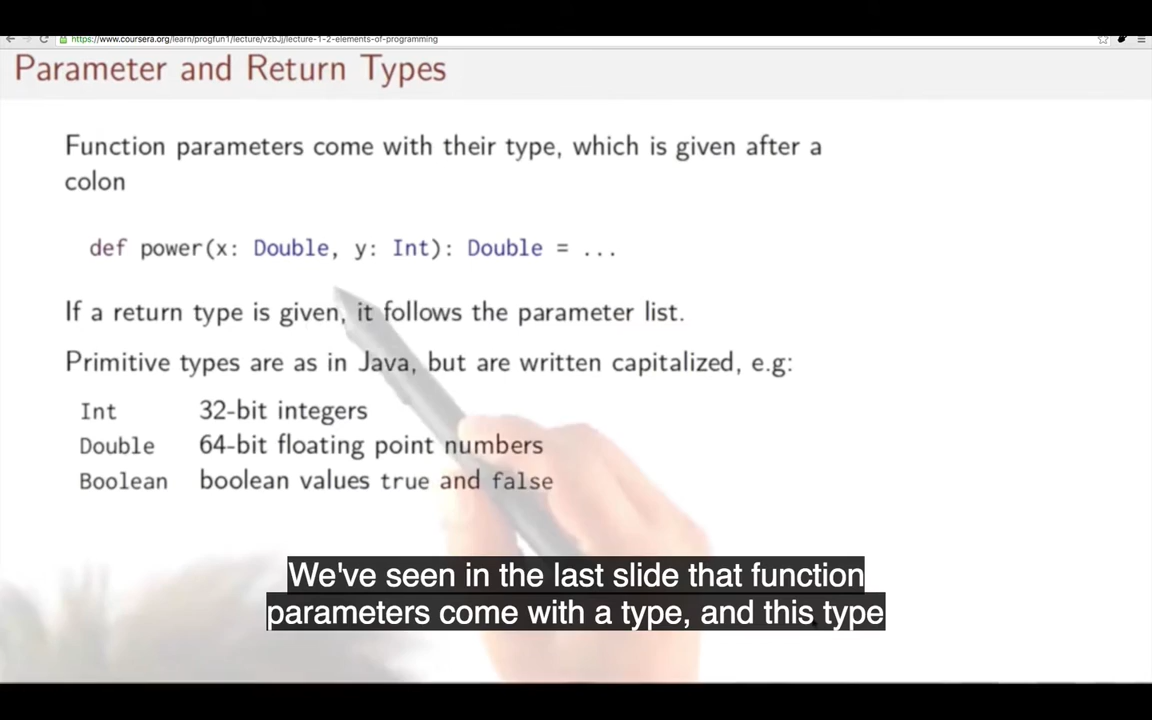 https://www.coursera.org/learn/progfun1/lecture/vzbJj/lecture-1-2-elements-of-programming
Parameter and Return Types
Function parameters come with their type, which is given after a
colon
def power(x: Double, y: Int): Double = ...
If a return type is given, it follows the parameter list.
Primitive types are as in Java, but are written capitalized, e.g:
Int 32-bit integers
Double 64-bit floating point numbers
Boolean boolean values true and false
We've seen in the last slide that function
parameters come with a type, and this type